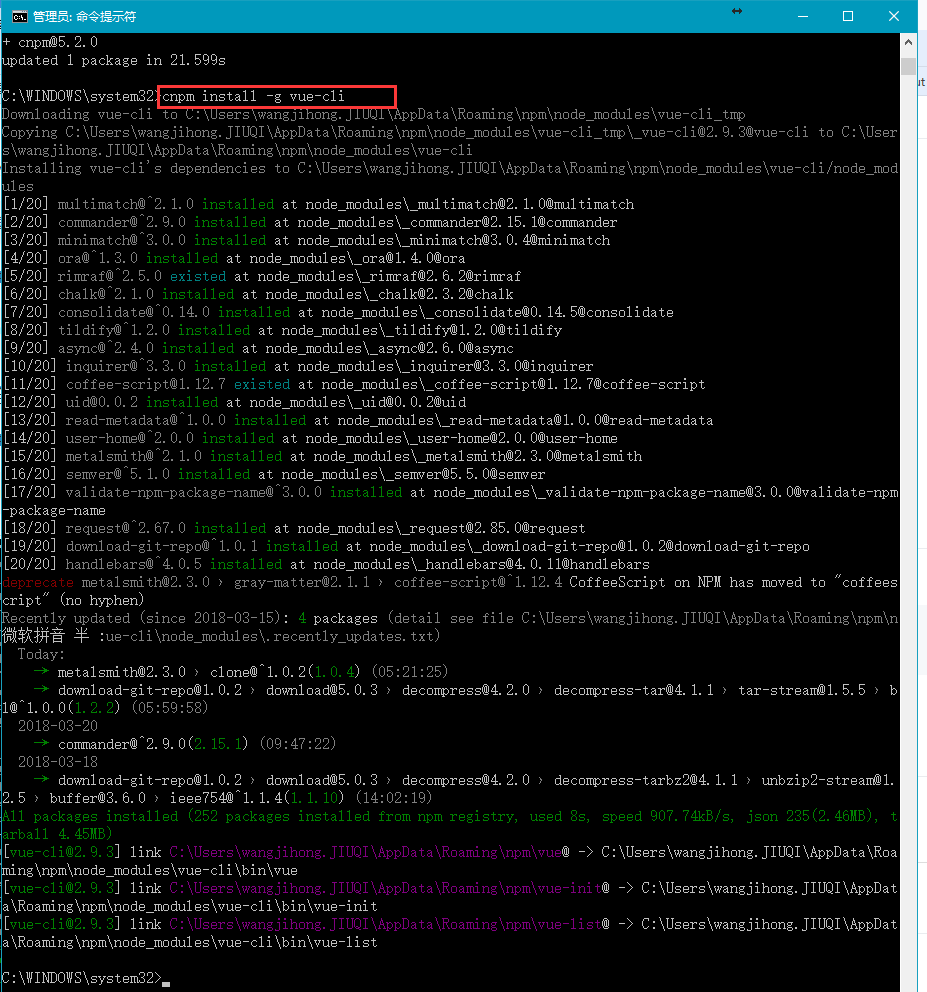 管理员: 命令提示符
+ cnpm@5.2.0
updated 1 package in 21.599s
C:\WINDOWS\system32>cnpm install -g vue-cli
Downloading vue-cli to C:\Users\wangjihong.JIUQI\AppData\Roaming\npm\node_modules\vue-cli_tmp
Copying C:\Users\wangjihong.JIUQI\AppData\Roaming\npm\node_modules\vue-cli_tmp\_vue-cli@2.9.3@vue-cli to C:\User
s\wangjihong.JIUQI\AppData\Roaming\npm\node_modules\vue-cli
Installing vue-cli's dependencies to C:\Users\wangjihong.JIUQI\AppData\Roaming\npm\node_modules\vue-cli/node_mod
ules
[1/20] multimatch@^2.1.0 installed at node_modules\_multimatch@2.1.0@multimatch
[2/20] commander@^2.9.0 installed at node_modules\_commander@2.15.1@commander
[3/20] minimatch@^3.0.0 installed at node_modules\_minimatch@3.0.4@minimatch
[4/20] ora@^1.3.0 installed at node_modules\_ora@1.4.0@ora
[5/20] rimraf@^2.5.0 existed at node_modules\_rimraf@2.6.2@rimraf
[6/20] chalk@^2.1.0 installed at node_modules\_chalk@2.3.2@chalk
[7/20] consolidate@^0.14.0 installed at node_modules\_consolidate@0.14.5@consolidate
[8/20] tildify@^1.2.0 installed at node_modules\_tildify@1.2.0@tildify
[9/20] async@^2.4.0 installed at node_modules\_async@2.6.0@async
[10/20] inquirer@^3.3.0 installed at node_modules\_inquirer@3.3.0@inquirer
[11/20] coffee-script@1.12.7 existed at node_modules\_coffee-script@1.12.7@coffee-script
[12/20] uid@0.0.2 installed at node_modules\_uid@0.0.2@uid
[13/20] read-metadata@^1.0.0 installed at node_modules\_read-metadata@1.0.0@read-metadata
[14/20] user-home@^2.0.0 installed at node_modules\_user-home@2.0.0@user-home
[15/20] metalsmith@^2.1.0 installed at node_modules\_metalsmith@2.3.0@metalsmith
[16/20] semver@^5.1.0 installed at node_modules\_semver@5.5.0@semver
[17/20] validate-npm-package-name@^3.0.0 installed at node_modules\_validate-npm-package-name@3.0.0@validate-npm
-package-name
[18/20] request@^2.67.0 installed at node_modules\_request@2.85.0@request
[19/20] download-git-repo@^1.0.1 installed at node_modules\_download-git-repo@1.0.2@download-git-repo
[20/20] handlebars@^4.0.5 installed at node_modules\_handlebars@4.0.11@handlebars
deprecate metalsmith@2.3.0 › gray-matter@2.1.1 › coffee-script@^1.12.4 CoffeeScript on NPM has moved to "coffees
cript" (no hyphen)
Recently updated (since 2018-03-15): 4 packages (detail see file C:\Users\wangjihong.JIUQI\AppData\Roaming\npm\n
微软拼音 半 :ue-cli\node_modules\.recently_updates.txt)
Today:
→ metalsmith@2.3.0 › clone@^1.0.2(1.0.4) (05:21:25)
→ download-git-repo@1.0.2 › download@5.0.3 › decompress@4.2.0 › decompress-tar@4.1.1 › tar-stream@1.5.5 › b
l@^1.0.0(1.2.2) (05:59:58)
2018-03-20
→ commander@^2.9.0(2.15.1) (09:47:22)
2018-03-18
→ download-git-repo@1.0.2 › download@5.0.3 › decompress@4.2.0 › decompress-tarbz2@4.1.1 › unbzip2-stream@1.
2.5 › buffer@3.6.0 › ieee754@^1.1.4(1.1.10) (14:02:19)
All packages installed (252 packages installed from npm registry, used 8s, speed 907.74kB/s, json 235(2.46MB), t
arball 4.45MB)
[vue-cli@2.9.3] link C:\Users\wangjihong.JIUQI\AppData\Roaming\npm\vue@ -> C:\Users\wangjihong.JIUQI\AppData\Roa
ming\npm\node_modules\vue-cli\bin\vue
[vue-cli@2.9.3] link C:\Users\wangjihong.JIUQI\AppData\Roaming\npm\vue-init@ -> C:\Users\wangjihong.JIUQI\AppDat
a\Roaming\npm\node_modules\vue-cli\bin\vue-init
[vue-cli@2.9.3] link C:\Users\wangjihong.JIUQI\AppData\Roaming\npm\vue-list@ -> C:\Users\wangjihong.JIUQI\AppDat
a\Roaming\npm\node_modules\vue-cli\bin\vue-list
C:\WINDOWS\system32>